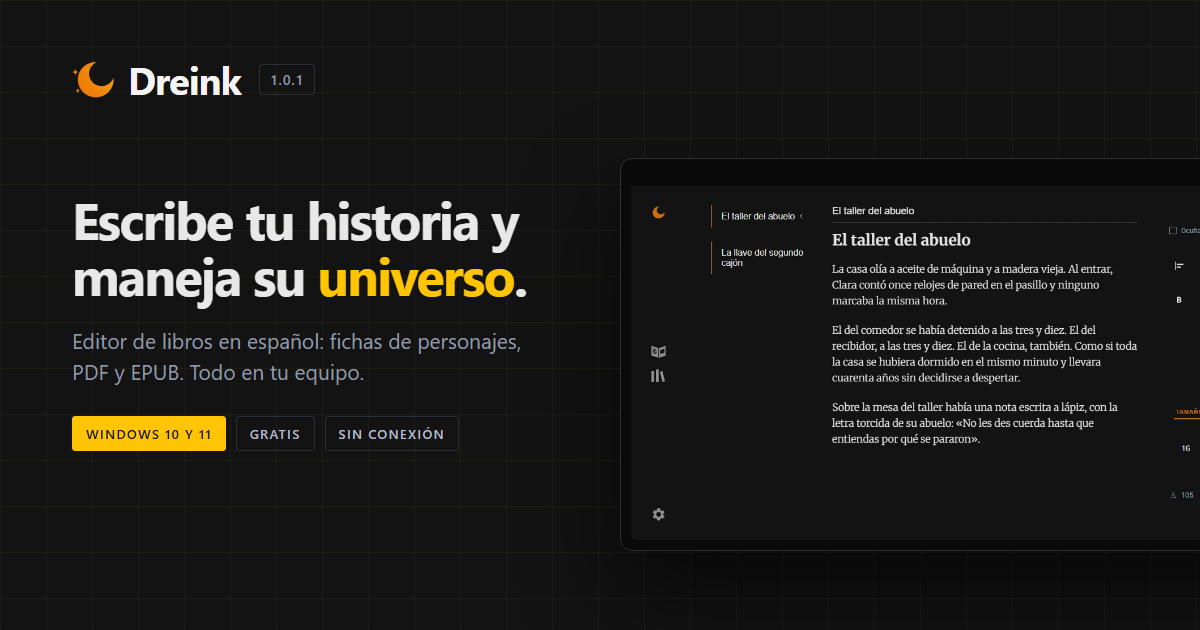 Dreink
1.0.1
Escribe tu historia y
maneja su universo.
Editor de libros en español: fichas de personajes,
PDF y EPUB. Todo en tu equipo.
WINDOWS 10 Y 11
GRATIS
SIN CONEXIÓN
El taller del abuelo
La llave del segundo
cajón
El taller del abuelo
El taller del abuelo
La casa olía a aceite de máquina y a madera vieja. Al entrar,
Clara contó once relojes de pared en el pasillo y ninguno
marcaba la misma hora.
El del comedor se había detenido a las tres y diez. El del
recibidor, a las tres y diez. El de la cocina, también. Como si toda
la casa se hubiera dormido en el mismo minuto y llevara
cuarenta años sin decidirse a despertar.
Sobre la mesa del taller había una nota escrita a lápiz, con la
letra torcida de su abuelo: «No les des cuerda hasta que
entiendas por qué se pararon».
B
16
105